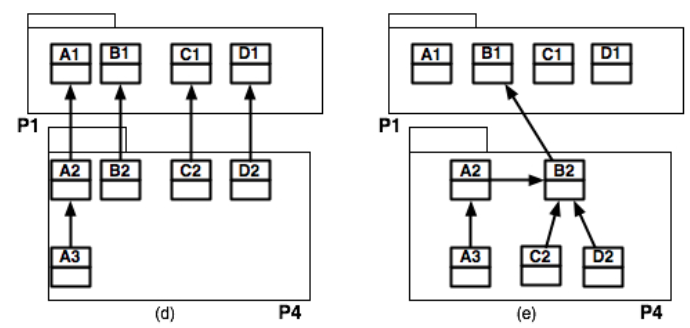 A1 B1 C1 D1
P1
A2 B2 C2 D2
A3
(d) P4
A1 B1 C1 D1
P1
A2 B2
A3 C2 D2
(e) P4